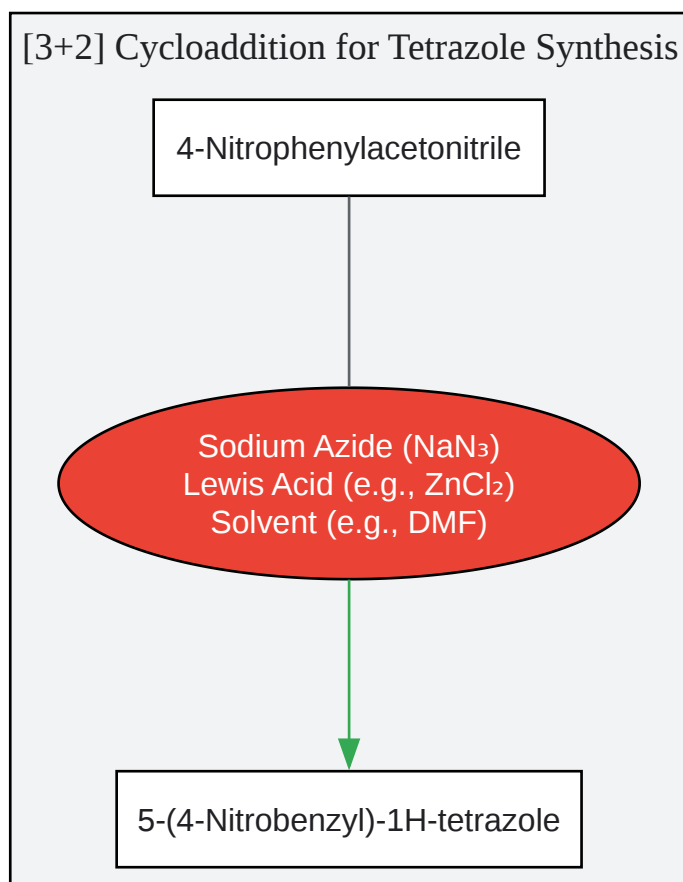 [3+2] Cycloaddition for Tetrazole Synthesis
4-Nitrophenylacetonitrile
Sodium Azide (NaN₃)
Lewis Acid (e.g., ZnCl₂)
Solvent (e.g., DMF)
5-(4-Nitrobenzyl)-1H-tetrazole